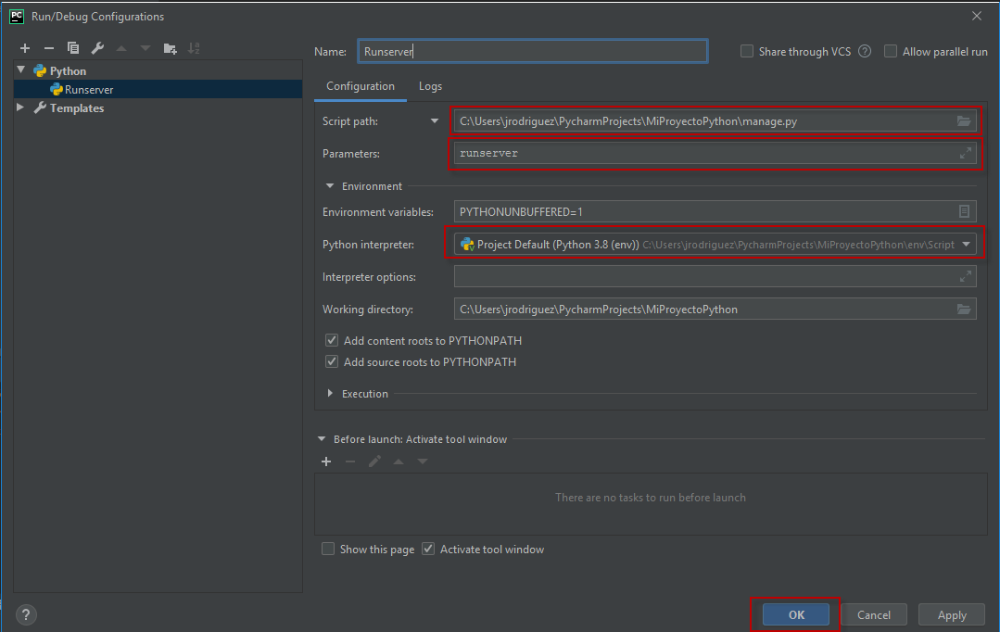 PC Run/Debug Configurations
Name: Runserver
Share through VCS ? Allow parallel run
Python
Runserver
Templates
Configuration Logs
Script path: C:\Users\jrodriguez\PycharmProjects\MiProyectoPython\manage.py
Parameters: runserver
Environment
Environment variables: PYTHONUNBUFFERED=1
Python interpreter: Project Default (Python 3.8 (env)) C:\Users\jrodriguez\PycharmProjects\MiProyectoPython\env\Script
Interpreter options:
Working directory: C:\Users\jrodriguez\PycharmProjects\MiProyectoPython
Add content roots to PYTHONPATH
Add source roots to PYTHONPATH
Execution
Before launch: Activate tool window
There are no tasks to run before launch
Show this page Activate tool window
? OK Cancel Apply